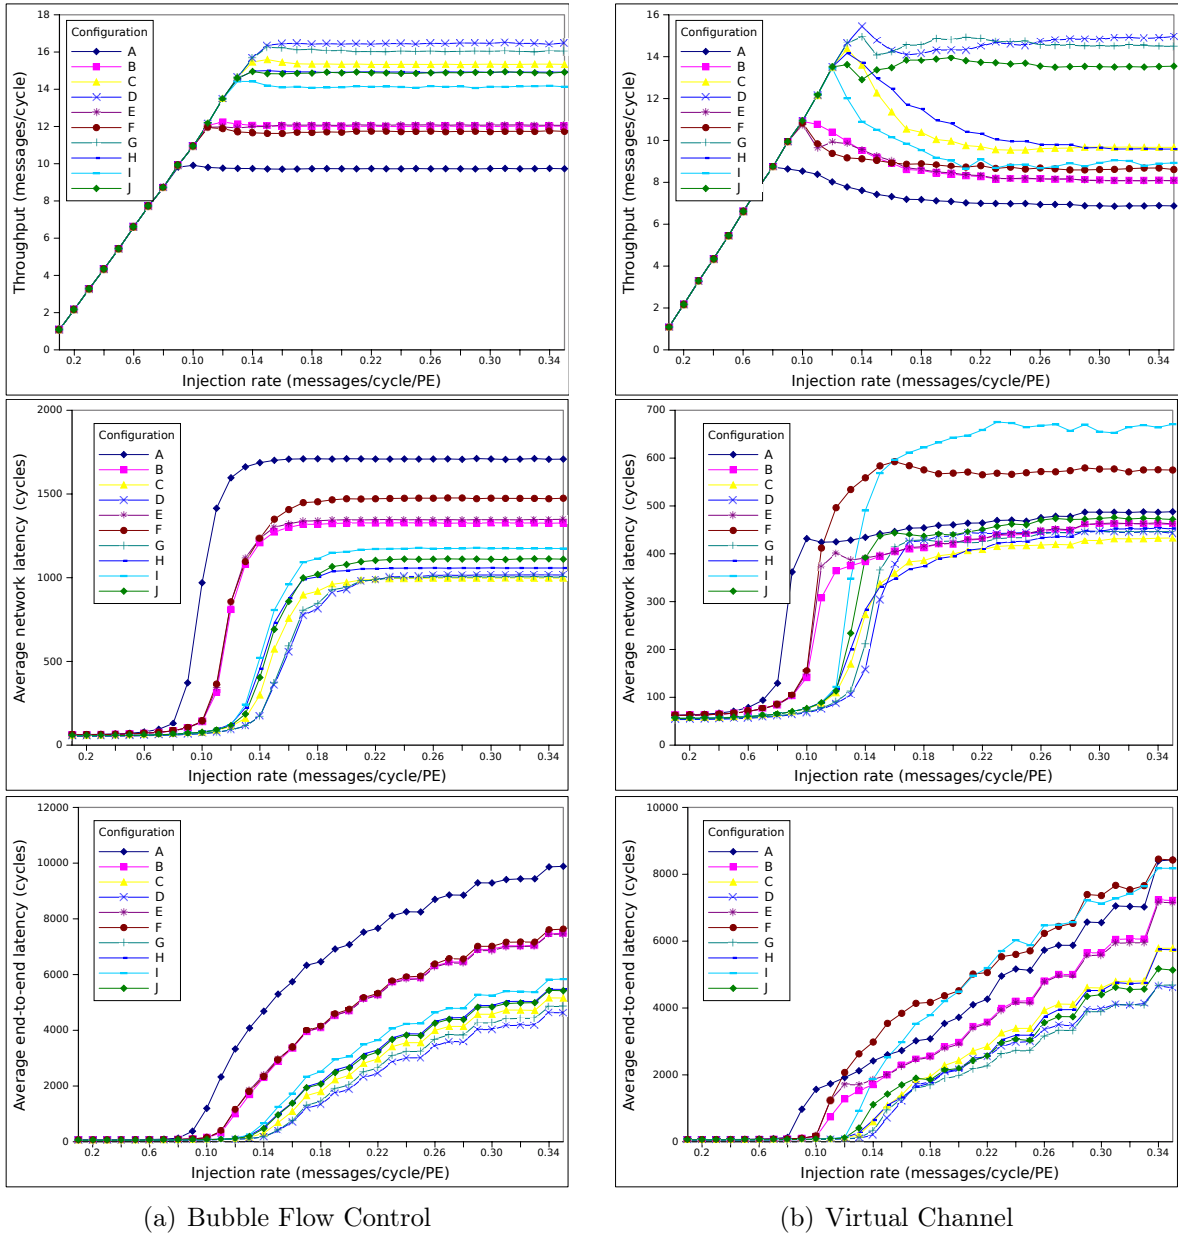 Throughput (messages/cycle)
18
16
14
12
10
8
6
4
2
0
Configuration
A
B
C
D
E
F
G
H
I
J
0.2
0.6
0.10
0.14
0.18
0.22
0.26
0.30
0.34
Injection rate (messages/cycle/PE)
Throughput (messages/cycle)
16
14
12
10
8
6
4
2
0
Configuration
A
B
C
D
E
F
G
H
I
J
0.2
0.6
0.10
0.14
0.18
0.22
0.26
0.30
0.34
Injection rate (messages/cycle/PE)
Average network latency (cycles)
2000
1500
1000
500
0
Configuration
A
B
C
D
E
F
G
H
I
J
0.2
0.6
0.10
0.14
0.18
0.22
0.26
0.30
0.34
Injection rate (messages/cycle/PE)
Average network latency (cycles)
700
600
500
400
300
200
100
0
Configuration
A
B
C
D
E
F
G
H
I
J
0.2
0.6
0.10
0.14
0.18
0.22
0.26
0.30
0.34
Injection rate (messages/cycle/PE)
Average end-to-end latency (cycles)
12000
10000
8000
6000
4000
2000
0
Configuration
A
B
C
D
E
F
G
H
I
J
0.2
0.6
0.10
0.14
0.18
0.22
0.26
0.30
0.34
Injection rate (messages/cycle/PE)
Average end-to-end latency (cycles)
10000
8000
6000
4000
2000
0
Configuration
A
B
C
D
E
F
G
H
I
J
0.2
0.6
0.10
0.14
0.18
0.22
0.26
0.30
0.34
Injection rate (messages/cycle/PE)
(a) Bubble Flow Control
(b) Virtual Channel